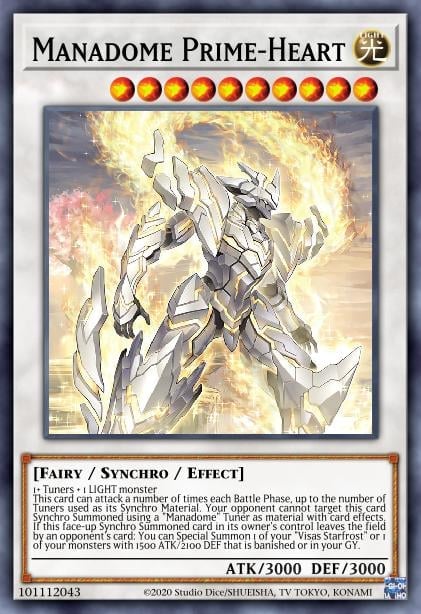 MANADOME PRIME-HEART
LIGHT
光
[FAIRY / SYNCHRO / EFFECT]
1+ Tuners + 1 LIGHT monster
This card can attack a number of times each Battle Phase, up to the number of
Tuners used as its Synchro Material. Your opponent cannot target this card
Synchro Summoned using a "Manadome" Tuner as material with card effects.
If this face-up Synchro Summoned card in its owner's control leaves the field
by an opponent's card: You can Special Summon 1 of your "Visas Starfrost" or 1
of your monsters with 1500 ATK/2100 DEF that is banished or in your GY.
ATK/3000 DEF/3000
101112043
©2020 Studio Dice/SHUEISHA, TV TOKYO, KONAMI